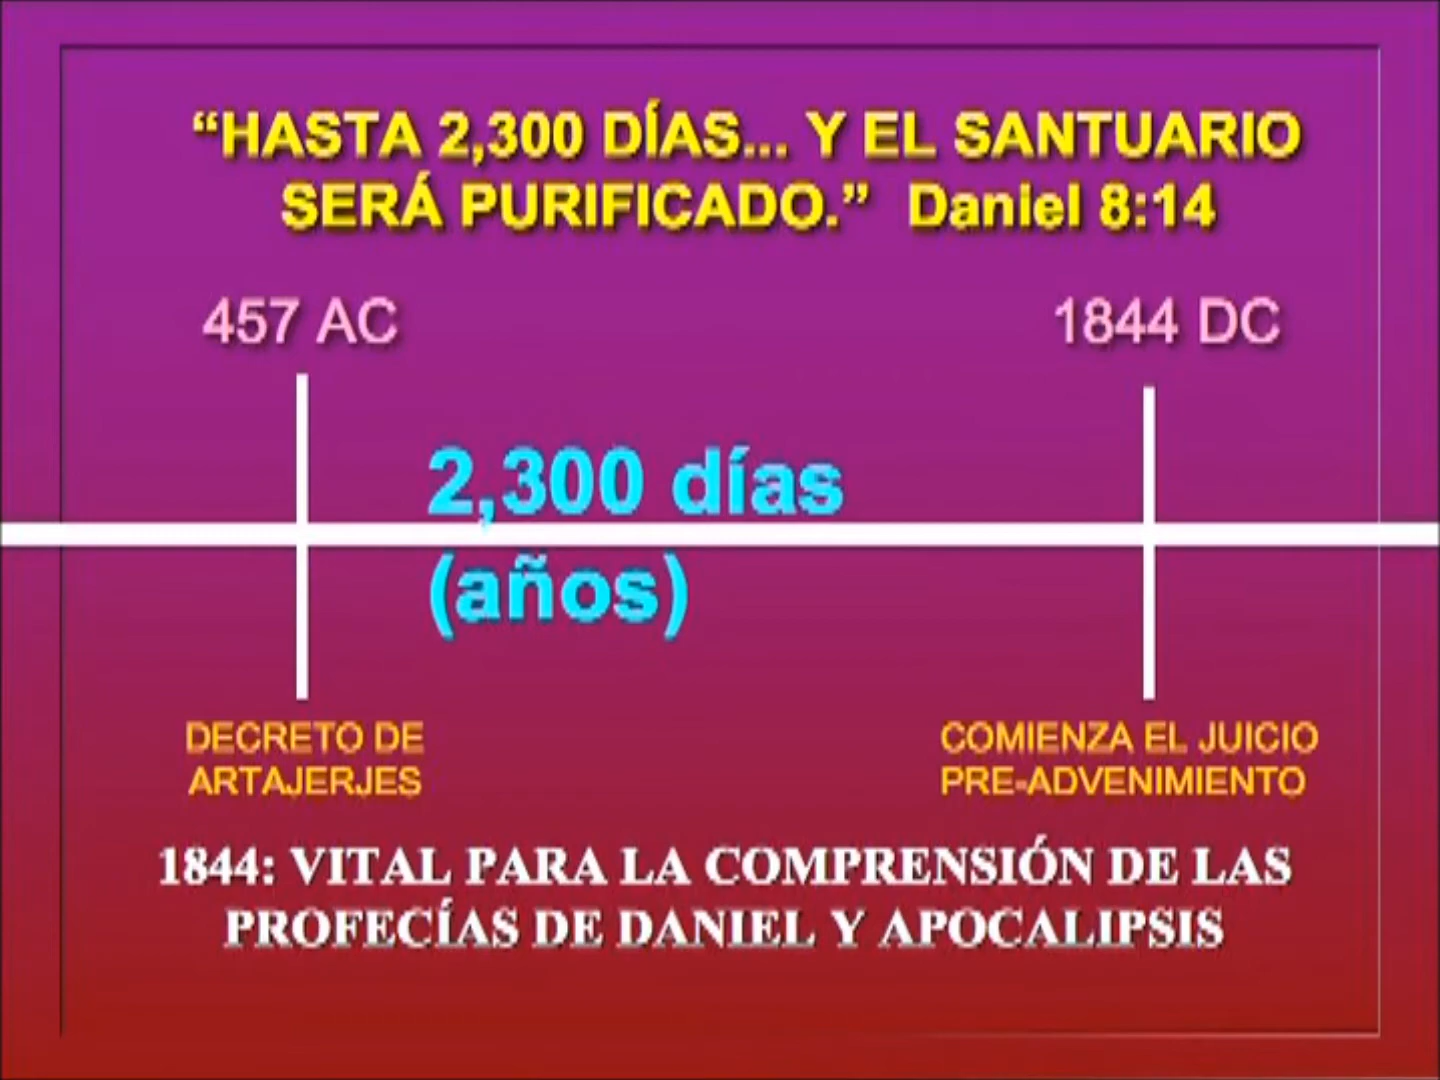 “HASTA 2,300 DÍAS... Y EL SANTUARIO
SERÁ PURIFICADO.” Daniel 8:14
457 AC
1844 DC
2,300 días
(años)
DECRETO DE
ARTAJERJES
COMIENZA EL JUICIO
PRE-ADVENIMIENTO
1844: VITAL PARA LA COMPRENSIÓN DE LAS
PROFECÍAS DE DANIEL Y APOCALIPSIS